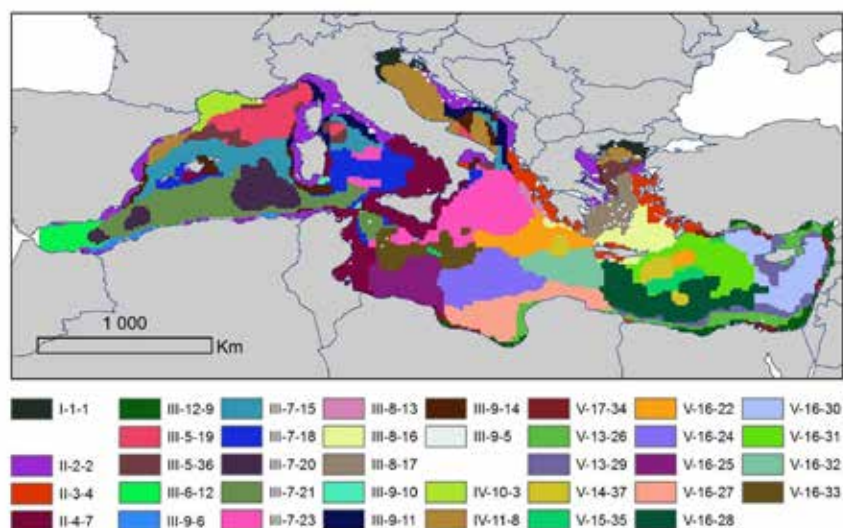 1 000
Km
I-1-1 III-12-9 III-7-15 III-8-13 III-9-14 V-17-34 V-16-22 V-16-30
III-5-19 III-7-18 III-8-16 III-9-5 V-13-26 V-16-24 V-16-31
II-2-2 III-5-36 III-7-20 III-8-17 V-13-29 V-16-25 V-16-32
II-3-4 III-6-12 III-7-21 III-9-10 IV-10-3 V-14-37 V-16-27 V-16-33
II-4-7 III-9-6 III-7-23 III-9-11 IV-11-8 V-15-35 V-16-28